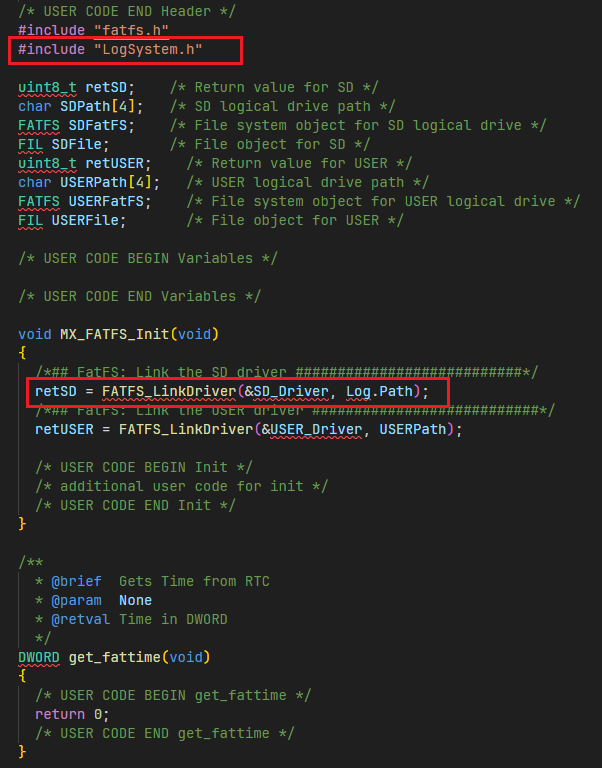 /* USER CODE END Header */
#include "fatfs.h"
#include "LogSystem.h"
uint8_t retSD;    /* Return value for SD */
char SDPath[4];   /* SD logical drive path */
FATFS SDFatFS;    /* File system object for SD logical drive */
FIL SDFile;       /* File object for SD */
uint8_t retUSER;    /* Return value for USER */
char USERPath[4];   /* USER logical drive path */
FATFS USERFatFS;    /* File system object for USER logical drive */
FIL USERFile;       /* File object for USER */
/* USER CODE BEGIN Variables */
/* USER CODE END Variables */
void MX_FATFS_Init(void)
{
  /*## FatFS: Link the SD driver ###########################*/
  retSD = FATFS_LinkDriver(&SD_Driver, Log.Path);
  /*## FatFS: Link the USER driver ###########################*/
  retUSER = FATFS_LinkDriver(&USER_Driver, USERPath);
  /* USER CODE BEGIN Init */
  /* additional user code for init */
  /* USER CODE END Init */
}
/**
  * @brief  Gets Time from RTC
  * @param  None
  * @retval Time in DWORD
  */
DWORD get_fattime(void)
{
  /* USER CODE BEGIN get_fattime */
  return 0;
  /* USER CODE END get_fattime */
}